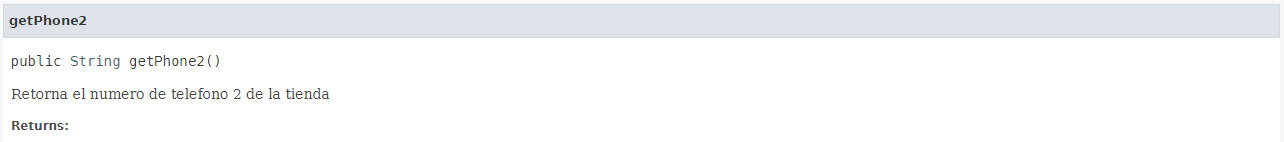 getPhone2
public String getPhone2()
Retorna el numero de telefono 2 de la tienda
Returns: